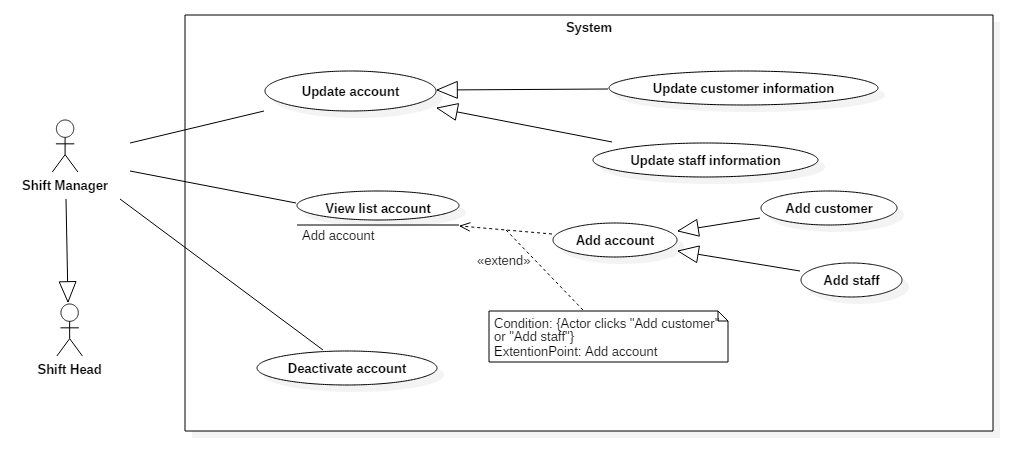 System
Update account
Update customer information
Update staff information
Shift Manager
View list account
Add account
Add customer
Add account
«extend»
Add staff
Condition: {Actor clicks "Add customer"
or "Add staff"}
ExtentionPoint: Add account
Shift Head
Deactivate account